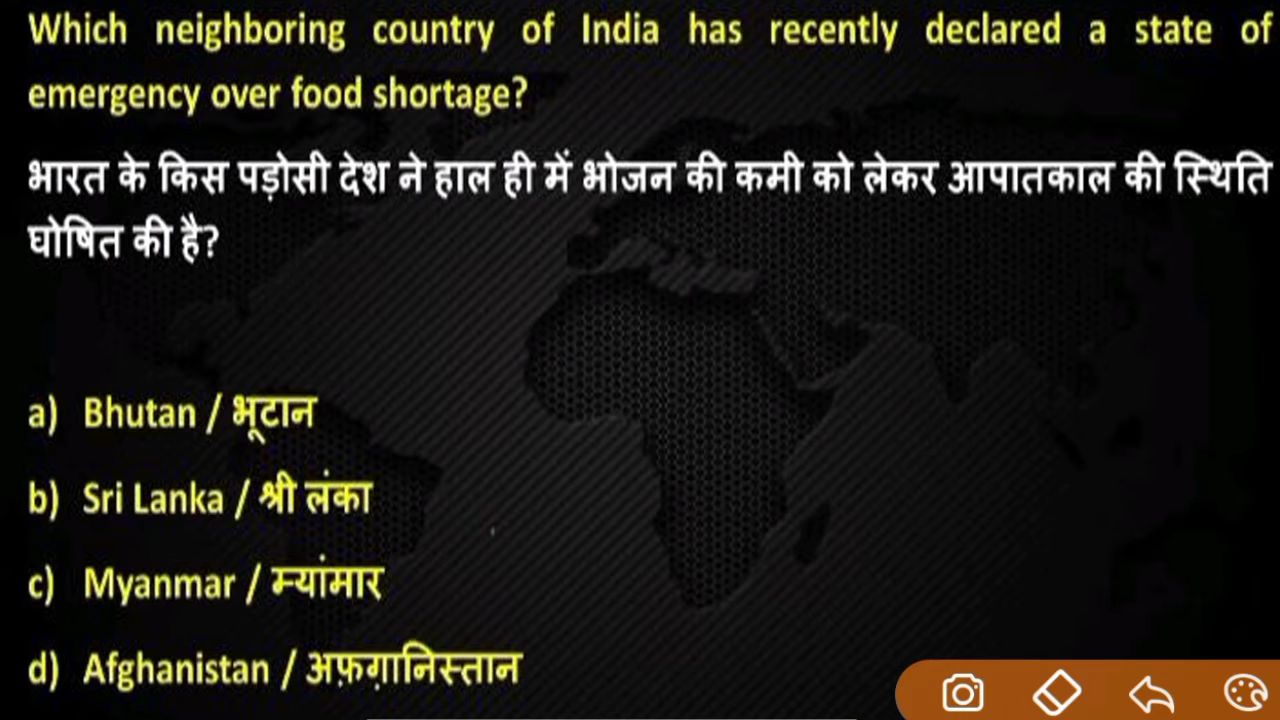 Which neighboring country of India has recently declared a state of
emergency over food shortage?
भारत के किस पड़ोसी देश ने हाल ही में भोजन की कमी को लेकर आपातकाल की स्थिति
घोषित की है?
a) Bhutan / भूटान
b) Sri Lanka / श्री लंका
c) Myanmar / म्यांमार
d) Afghanistan / अफ़ग़ानिस्तान